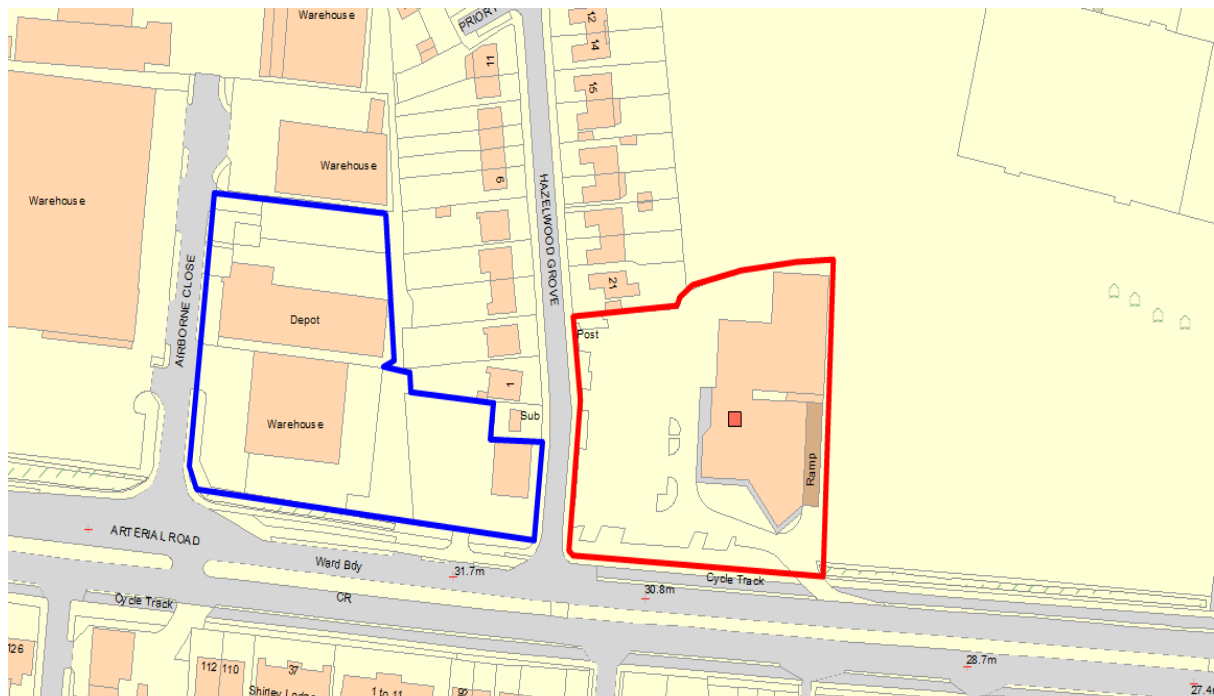 Warehouse
PRIORY
12
14
11
15
Warehouse
Warehouse
6
HAZELWOOD GROVE
AIRBORNE CLOSE
21
Depot
Post
1
Sub
Warehouse
Ramp
ARTERIAL ROAD
Ward Bdy
31.7m
Cycle Track
30.8m
Cycle Track
CR
28.7m
27.4m
126
112 110
37
Shirley Lodge
1 to 11